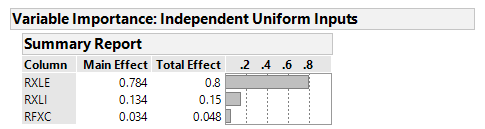 Variable Importance: Independent Uniform Inputs
Summary Report
Column Main Effect Total Effect .2 .4 .6 .8
RXLE 0.784 0.8
RXLI 0.134 0.15
RFXC 0.034 0.048